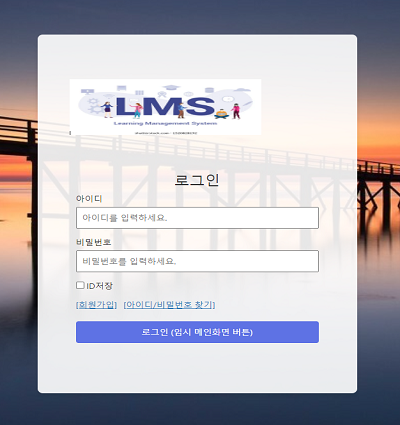 LMS
Learning Management System
로그인
아이디
아이디를 입력하세요.
비밀번호
비밀번호를 입력하세요.
ID저장
[회원가입] [아이디/비밀번호 찾기]
로그인 (임시 메인화면 버튼)